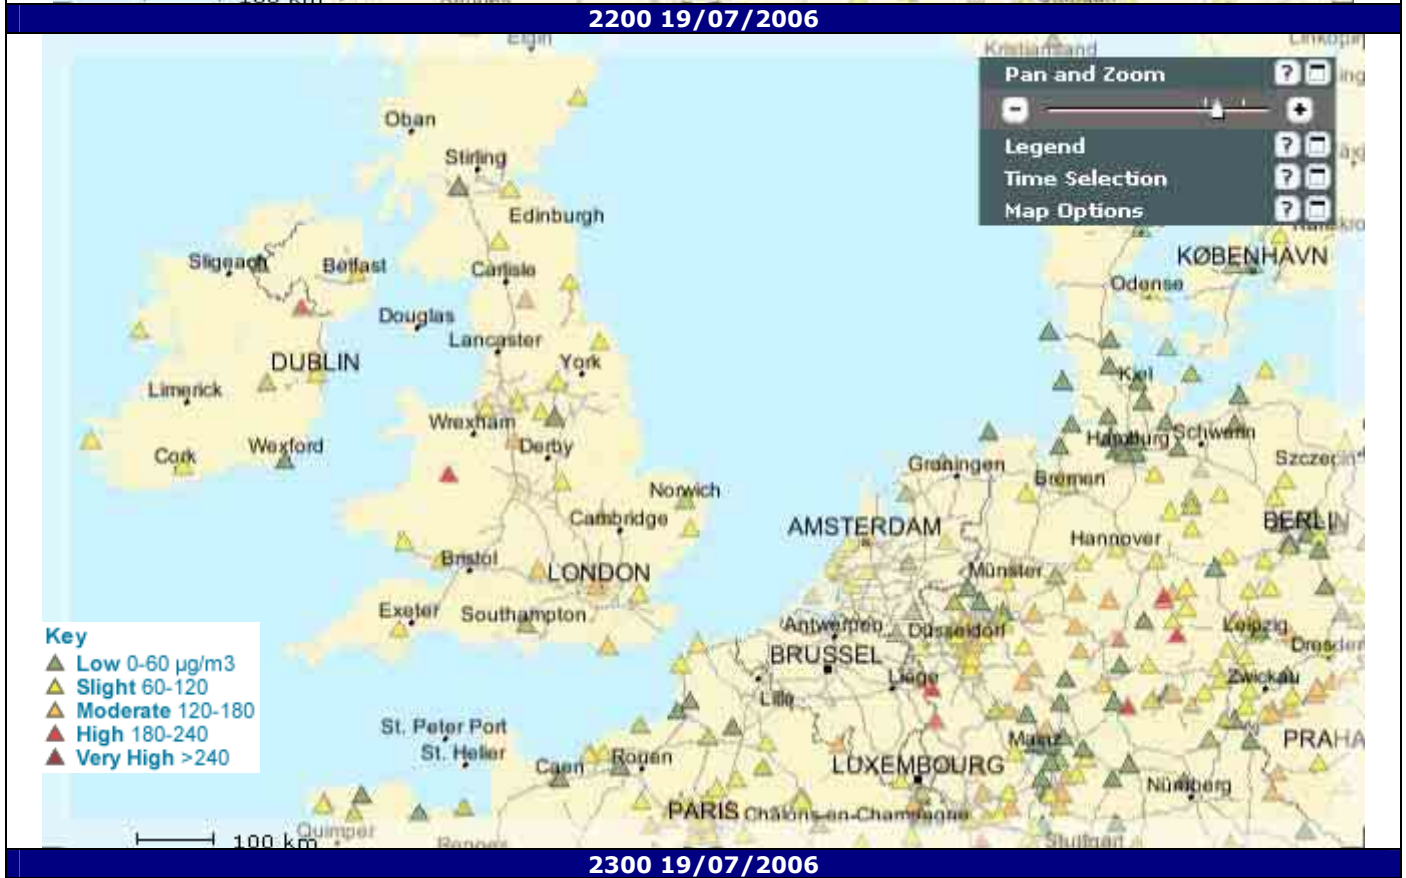 2200 19/07/2006
Elgin
Kristiansand
Pan and Zoom ?
Oban
Legend ?
Stirling
Time Selection ?
Map Options ?
Edinburgh
KØBENHAVN
Sligeach
Belfast
Carlisle
Odense
Douglas
Lancaster
DUBLIN
York
Kiel
Limerick
Wrexham
Hamburg
Schwerin
Derby
Wexford
Cork
Groningen
Bremen
Norwich
Cambridge
AMSTERDAM
BERLIN
Hannover
Bristol
LONDON
Münster
Exeter
Southampton
Antwerpen
Düsseldorf
Leipzig
Dresden
BRUSSEL
Liège
Zwickau
Lille
Key
Low 0-60 µg/m3
Slight 60-120
Moderate 120-180
High 180-240
Very High >240
St. Peter Port
St. Helier
Caen
Rouen
Mainz
PRAHA
LUXEMBOURG
Nürnberg
PARIS
Châlons-en-Champagne
Quimper
100 km
Rennes
Stuttgart
2300 19/07/2006